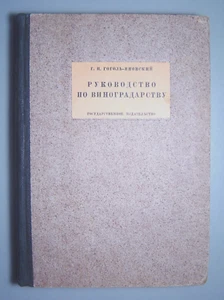 Г. И. ГОГОЛЬ-ЯНОВСКИЙ
РУКОВОДСТВО
ПО ВИНОГРАДАРСТВУ
ГОСУДАРСТВЕННОЕ ИЗДАТЕЛЬСТВО